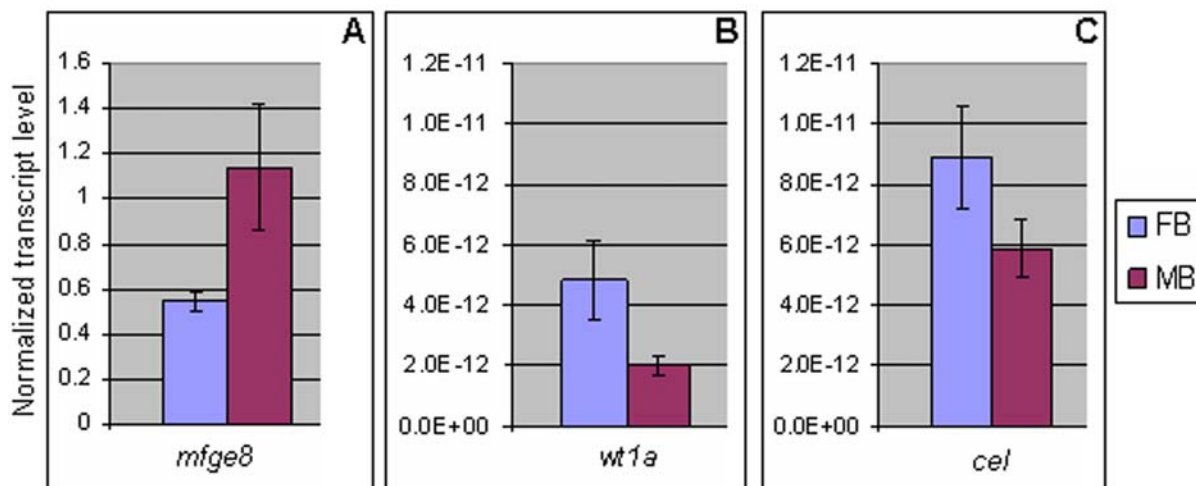 Normalized transcript level
A
1.6
1.4
1.2
1
0.8
0.6
0.4
0.2
0
mfge8
B
1.2E-11
1.0E-11
8.0E-12
6.0E-12
4.0E-12
2.0E-12
0.0E+00
wt1a
C
1.2E-11
1.0E-11
8.0E-12
6.0E-12
4.0E-12
2.0E-12
0.0E+00
cel
FB
MB